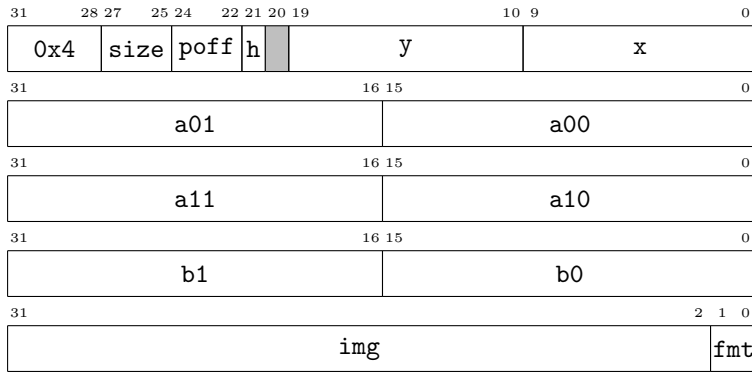 31 28 27 25 24 22 21 20 19 10 9 0
0x4 size poff h y x
31 16 15 0
a01 a00
31 16 15 0
a11 a10
31 16 15 0
b1 b0
31 2 1 0
img fmt